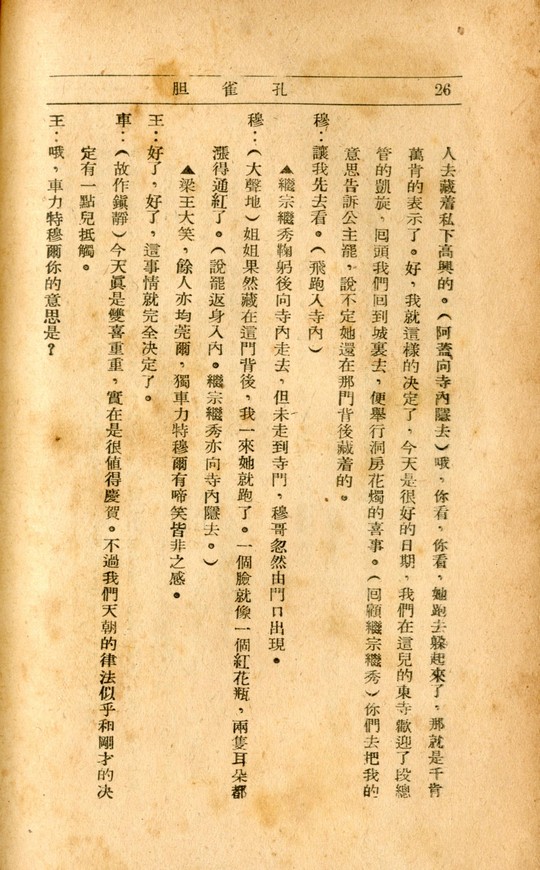 26
孔雀胆
人去藏着私下高興的。（阿蓋向寺內隱去）哦，你看，你看，她跑去躱起來了，那就是千肯
萬肯的表示了。好，我就這樣的决定了，今天是很好的日期，我們在這兒的東寺歡迎了段總
管的凱旋，囘頭我們囘到城裏去，便舉行洞房花燭的喜事。（回顧繼宗繼秀）你們去把我的
意思告訴公主罷，說不定她還在那門背後藏着的。
穆：讓我先去看。（飛跑入寺內）
▲繼宗繼秀鞠躬後向寺內走去，但未走到寺門，穆哥忽然由門口出現。
穆：（大聲地）姐姐果然藏在這門背後，我一來她就跑了。一個臉就像一個紅花瓶，兩隻耳朵都
漲得通紅了。（說罷返身入內。繼宗繼秀亦向寺內隱去。）
▲梁王大笑，餘人亦均莞爾，獨車力特穆爾有啼笑皆非之感。
王：好了，好了，這事情就完全决定了。
車：（故作鎭靜）今天眞是雙喜重重，實在是很値得慶賀。不過我們天朝的律法似乎和剛才的决
定有一點兒抵觸。
王：哦，車力特穆爾你的意思是？